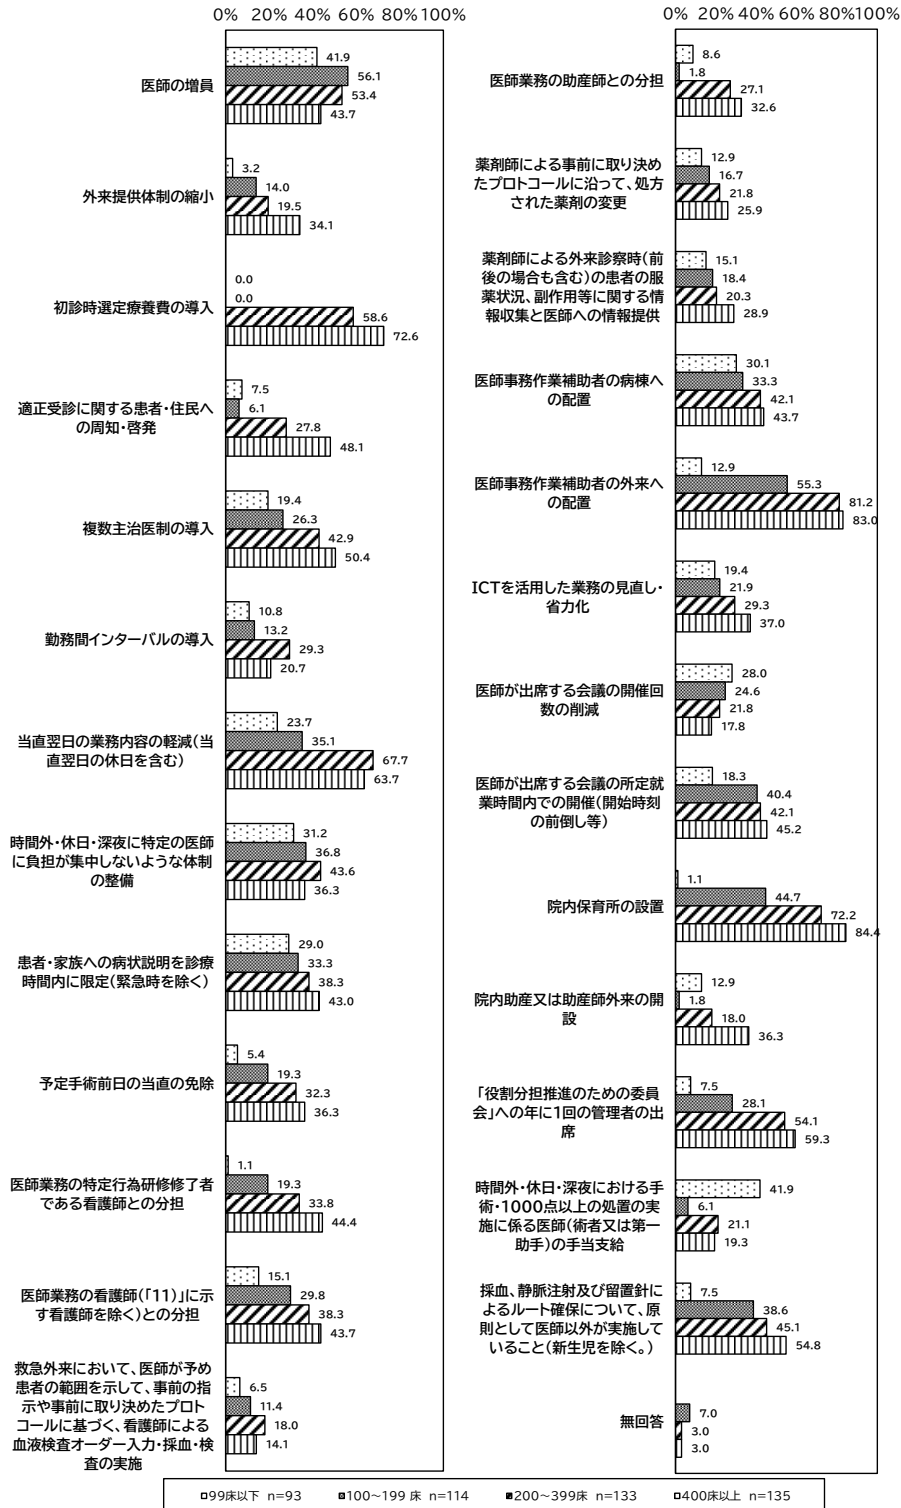 0% 20% 40% 60% 80% 100%
医師の増員
41.9
56.1
53.4
43.7
外来提供体制の縮小
3.2
14.0
19.5
34.1
初診時選定療養費の導入
0.0
0.0
58.6
72.6
適正受診に関する患者・住民へ
の周知・啓発
7.5
6.1
27.8
48.1
複数主治医制の導入
19.4
26.3
42.9
50.4
勤務間インターバルの導入
10.8
13.2
29.3
20.7
当直翌日の業務内容の軽減(当
直翌日の休日を含む)
23.7
35.1
67.7
63.7
時間外・休日・深夜に特定の医師
に負担が集中しないような体制
の整備
31.2
36.8
43.6
36.3
患者・家族への病状説明を診療
時間内に限定(緊急時を除く)
29.0
33.3
38.3
43.0
予定手術前日の当直の免除
5.4
19.3
32.3
36.3
医師業務の特定行為研修修了者
である看護師との分担
1.1
19.3
33.8
44.4
医師業務の看護師(「11)」に示
す看護師を除く)との分担
15.1
29.8
38.3
43.7
救急外来において、医師が予め
患者の範囲を示して、事前の指
示や事前に取り決めたプロト
コールに基づく、看護師による
血液検査オーダー入力・採血・検
査の実施
6.5
11.4
18.0
14.1
0% 20% 40% 60% 80% 100%
医師業務の助産師との分担
8.6
1.8
27.1
32.6
薬剤師による事前に取り決め
たプロトコールに沿って、処方
された薬剤の変更
12.9
16.7
21.8
25.9
薬剤師による外来診察時(前
後の場合も含む)の患者の服
薬状況、副作用等に関する情
報収集と医師への情報提供
15.1
18.4
20.3
28.9
医師事務作業補助者の病棟へ
の配置
30.1
33.3
42.1
43.7
医師事務作業補助者の外来へ
の配置
12.9
55.3
81.2
83.0
ICTを活用した業務の見直し・
省力化
19.4
21.9
29.3
37.0
医師が出席する会議の開催回
数の削減
28.0
24.6
21.8
17.8
医師が出席する会議の所定就
業時間内での開催(開始時刻
の前倒し等)
18.3
40.4
42.1
45.2
院内保育所の設置
1.1
44.7
72.2
84.4
院内助産又は助産師外来の開
設
12.9
1.8
18.0
36.3
「役割分担推進のための委員
会」への年に1回の管理者の出
席
7.5
28.1
54.1
59.3
時間外・休日・深夜における手
術・1000点以上の処置の実
施に係る医師(術者又は第一
助手)の手当支給
41.9
6.1
21.1
19.3
採血、静脈注射及び留置針に
よるルート確保について、原
則として医師以外が実施して
いること(新生児を除く。)
7.5
38.6
45.1
54.8
無回答
7.0
3.0
3.0
99床以下 n=93 100～199 床 n=114 200～399床 n=133 400床以上 n=135